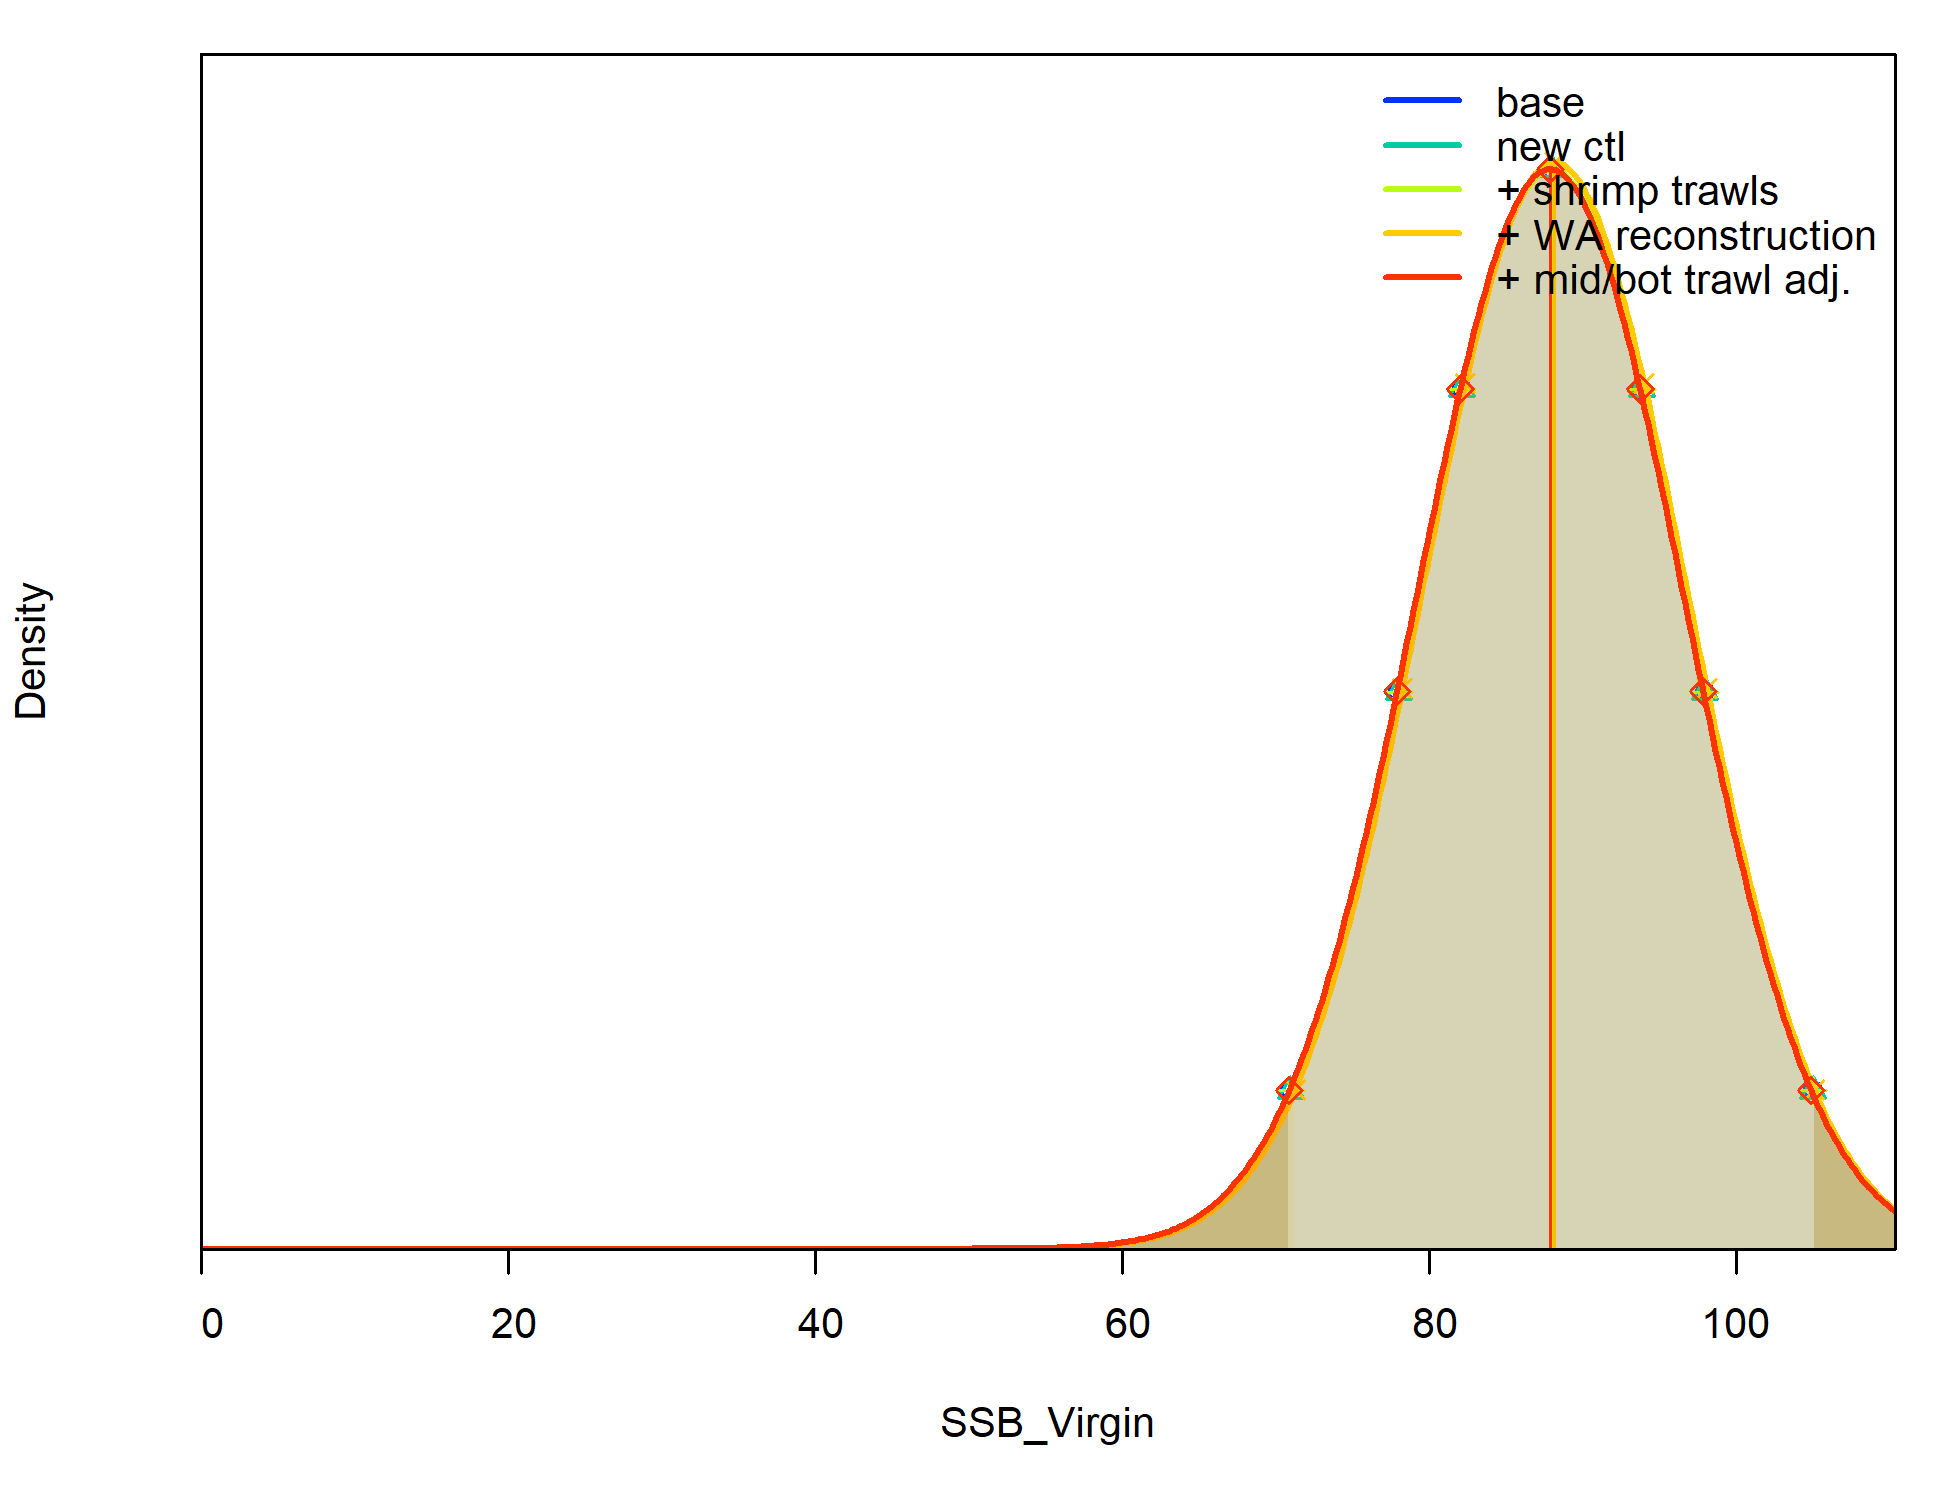 base
new ctl
+ shrimp trawls
+ WA reconstruction
+ mid/bot trawl adj.
Density
0 20 40 60 80 100
SSB_Virgin